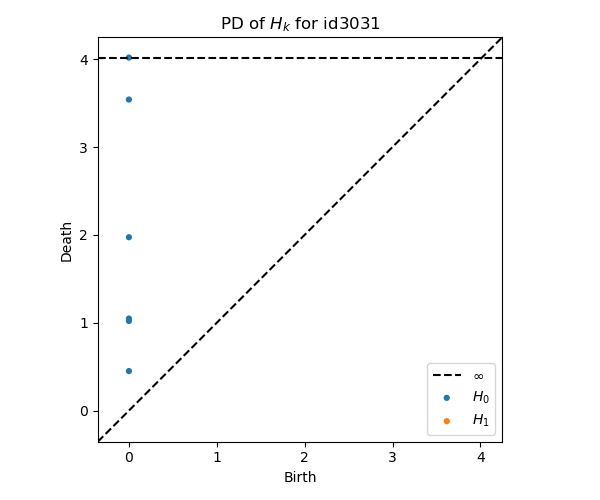 PD of $H_k$ for id3031
Death
4
3
2
1
0
0 1 2 3 4
Birth
∞
$H_0$
$H_1$